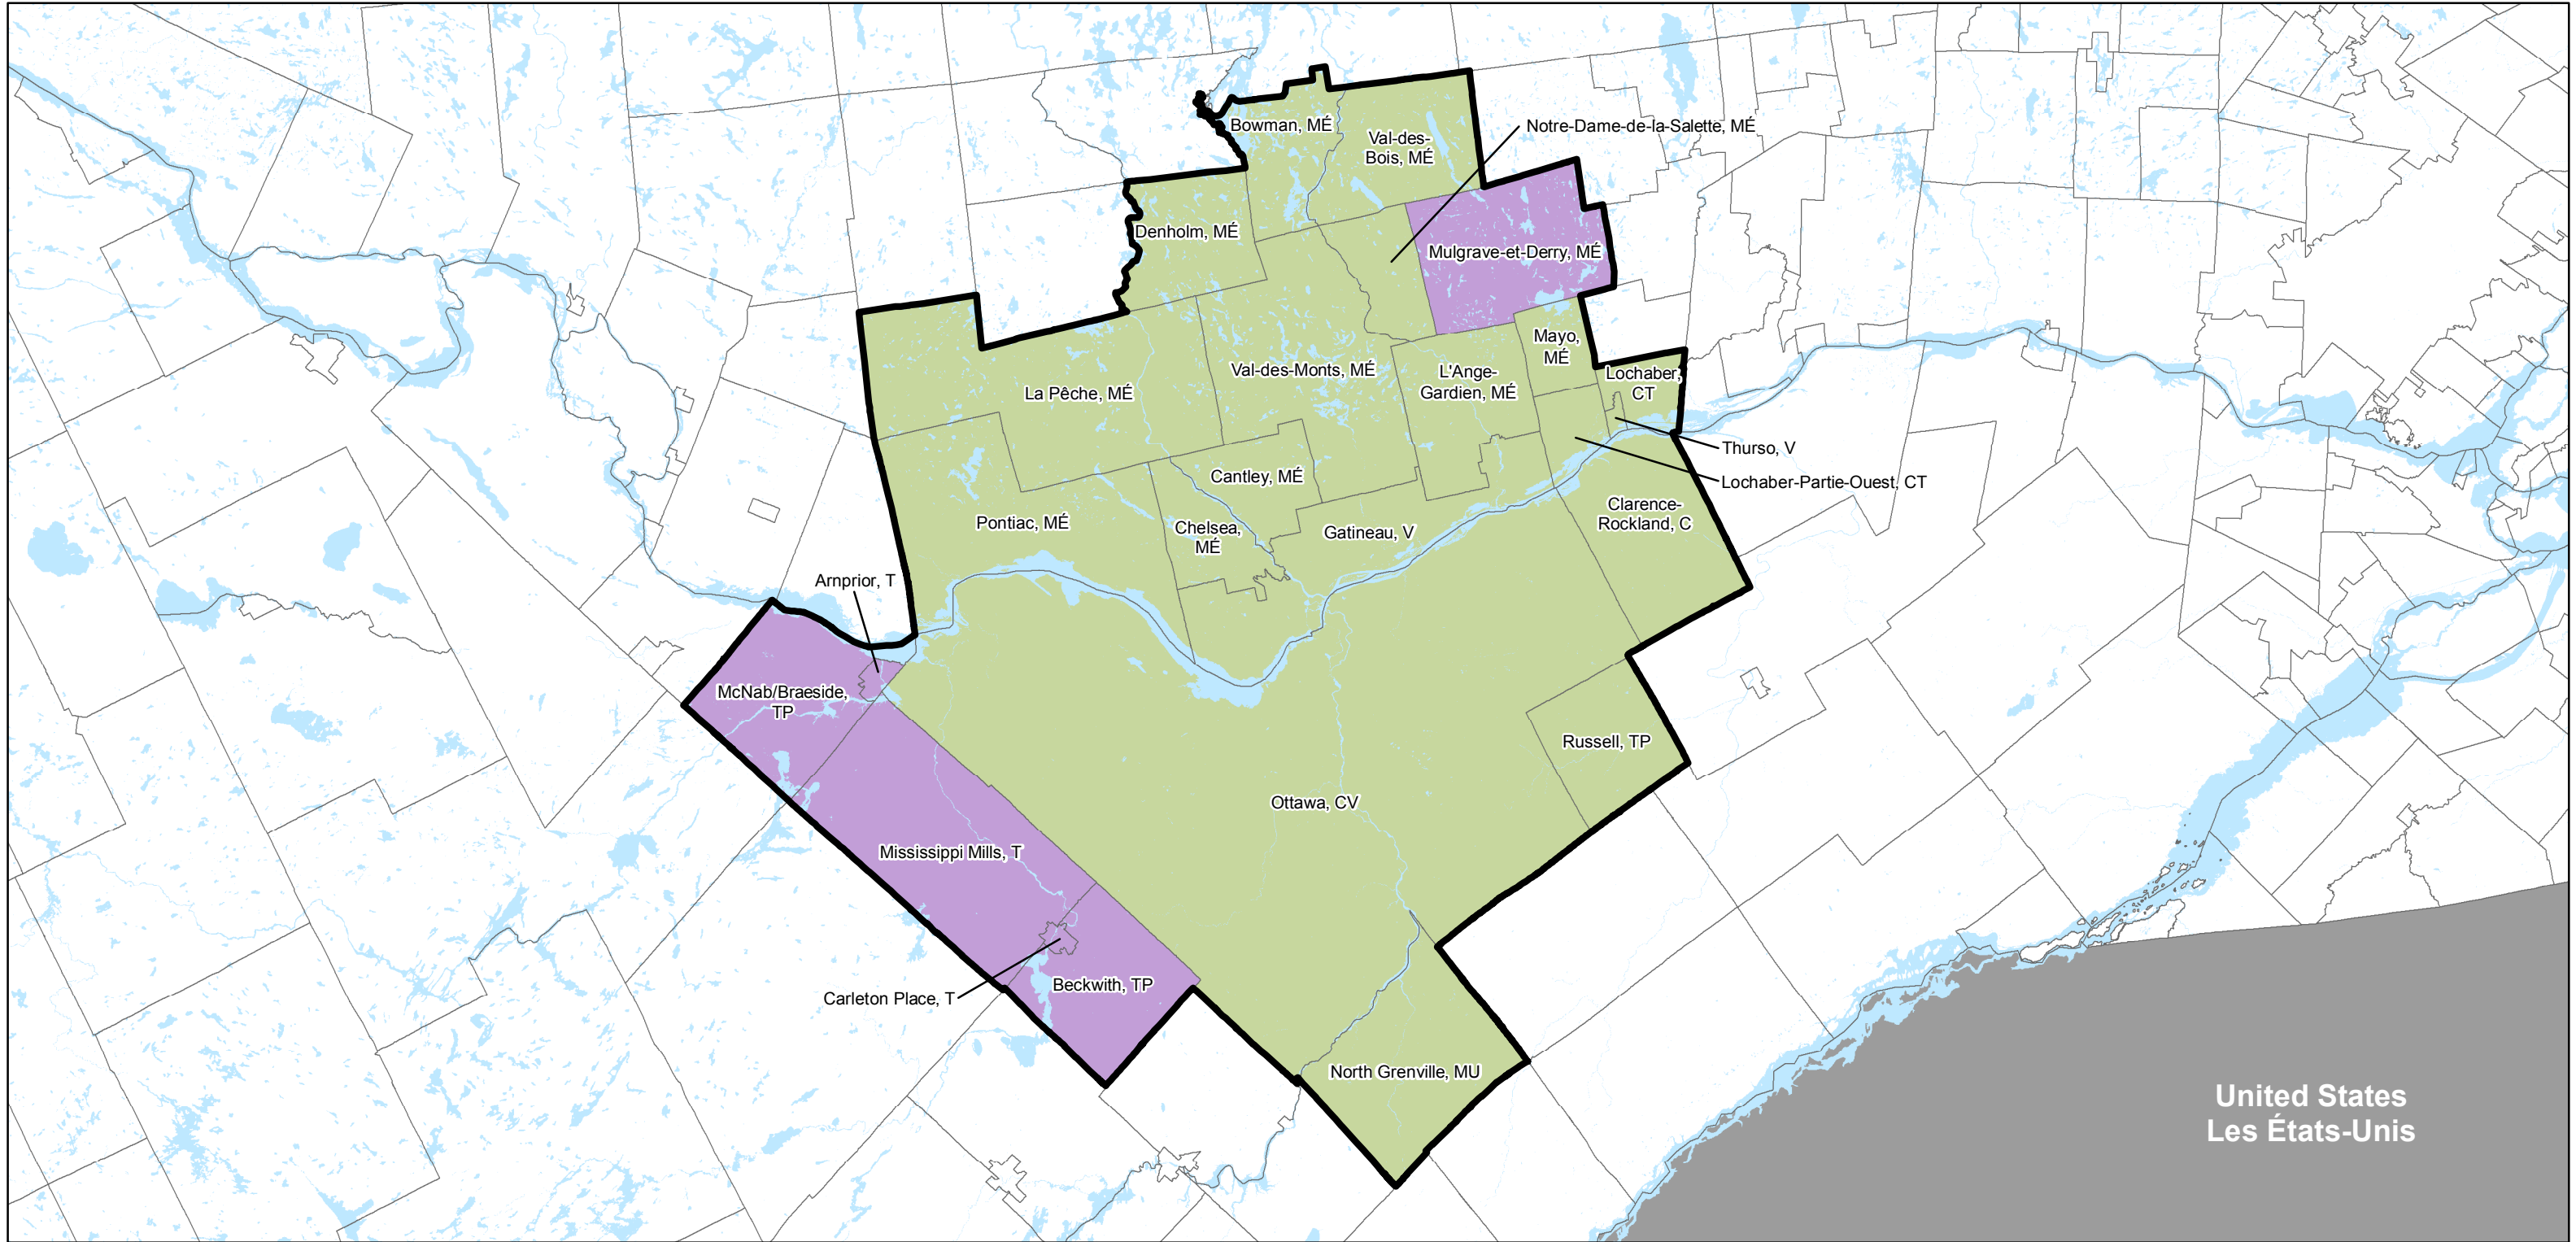 Bowman, MÉ
Notre-Dame-de-la-Salette, MÉ
Val-des-
Bois, MÉ
Denholm, MÉ
Mulgrave-et-Derry, MÉ
Mayo,
MÉ
Val-des-Monts, MÉ
L'Ange-
Gardien, MÉ
Lochaber,
CT
La Pêche, MÉ
Thurso, V
Cantley, MÉ
Lochaber-Partie-Ouest, CT
Clarence-
Rockland, C
Pontiac, MÉ
Chelsea,
MÉ
Gatineau, V
Arnprior, T
McNab/Braeside,
TP
Russell, TP
Ottawa, CV
Mississippi Mills, T
Beckwith, TP
Carleton Place, T
North Grenville, MU
United States
Les États-Unis